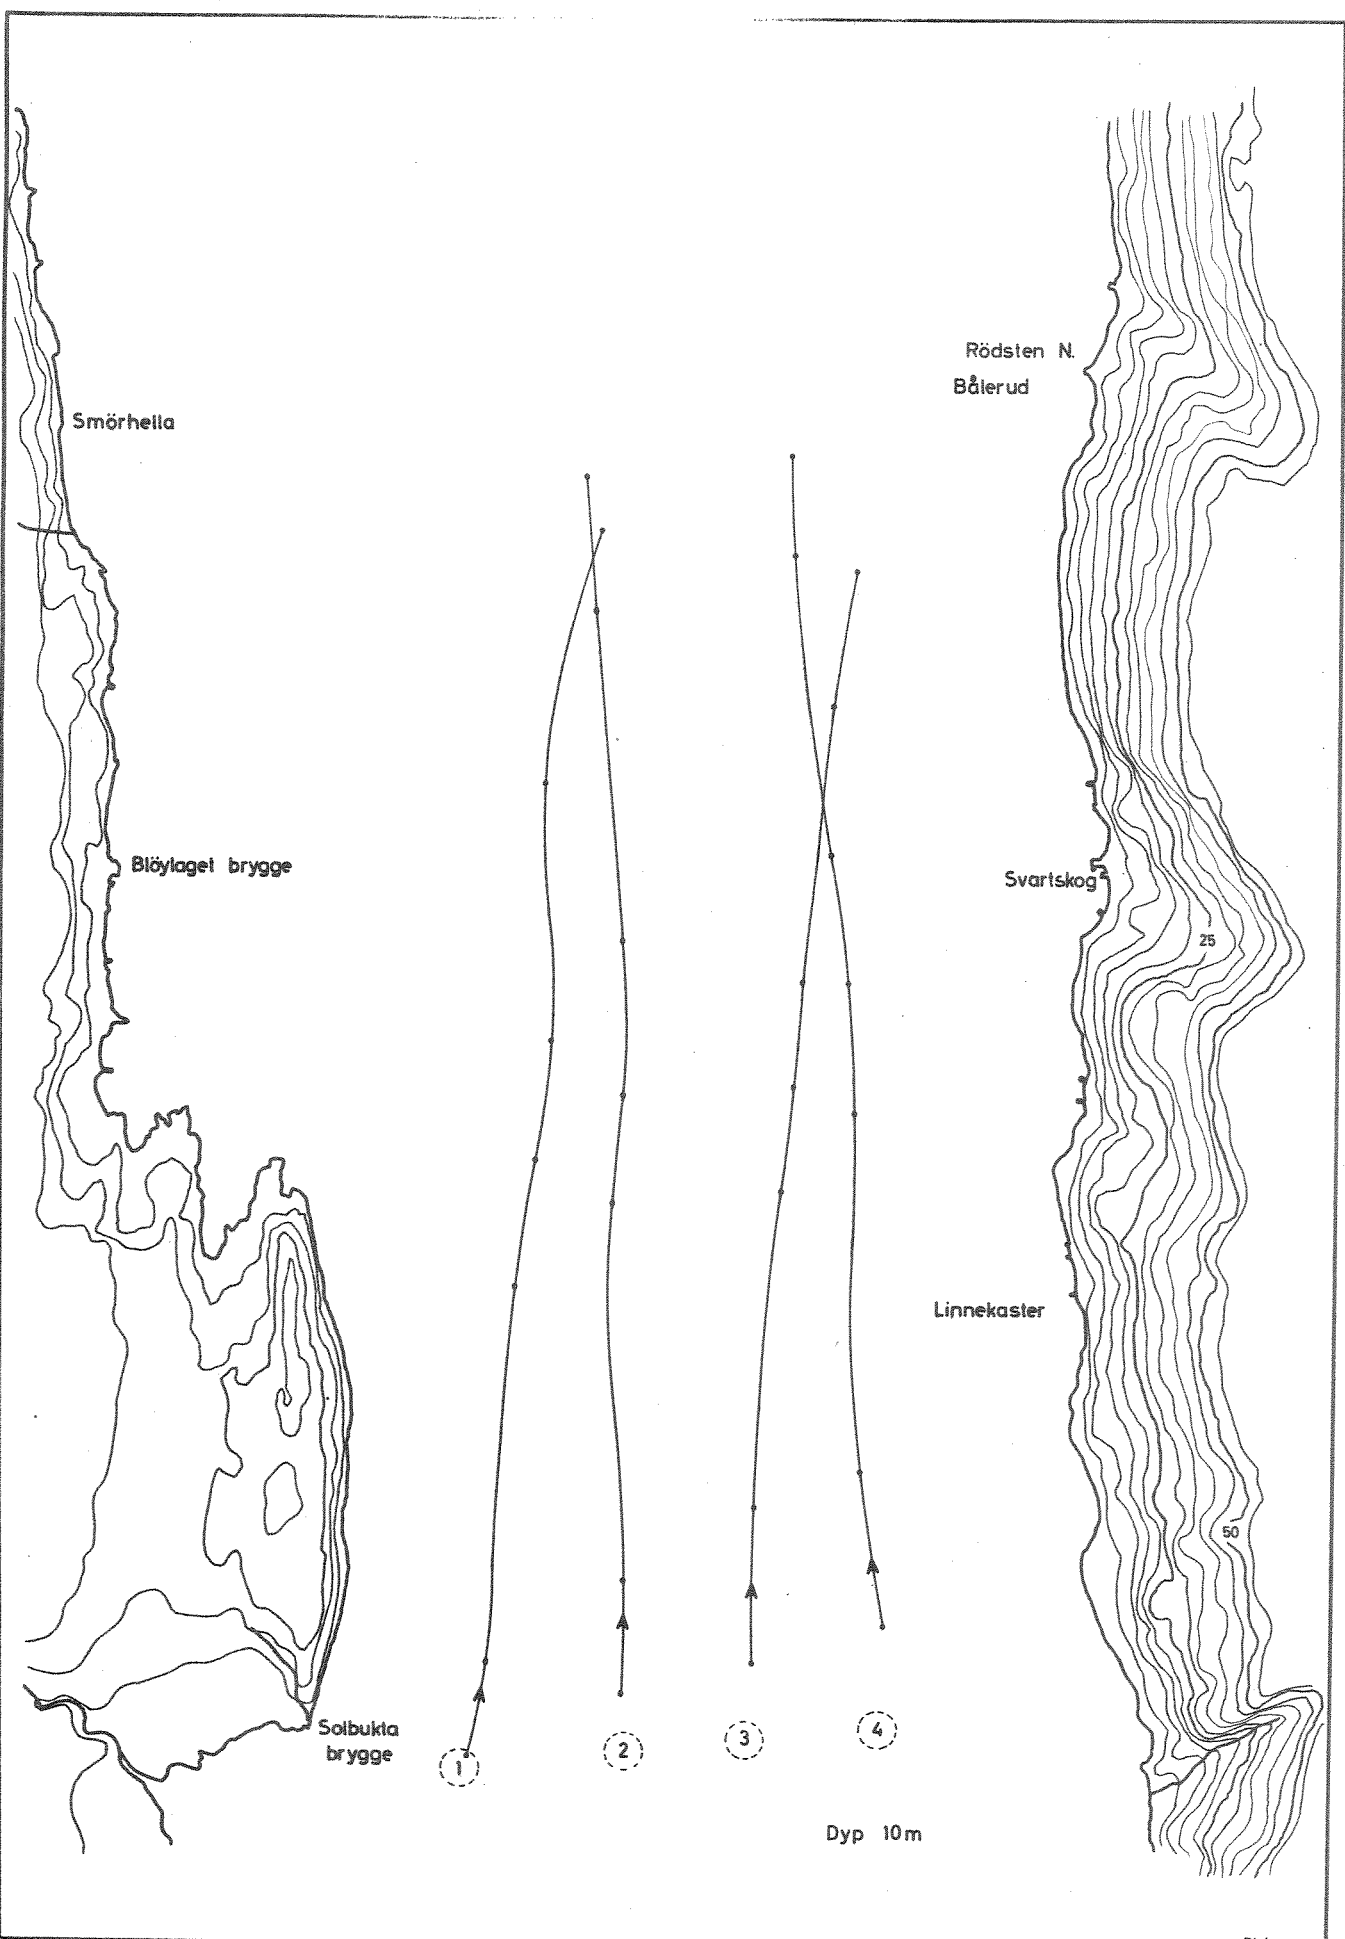 Rödsten N.
Bålerud
Smörhella
Blöylaget brygge
Svartskog
25
Linnekaster
50
Solbukta
brygge
1
2
3
4
Dyp 10m